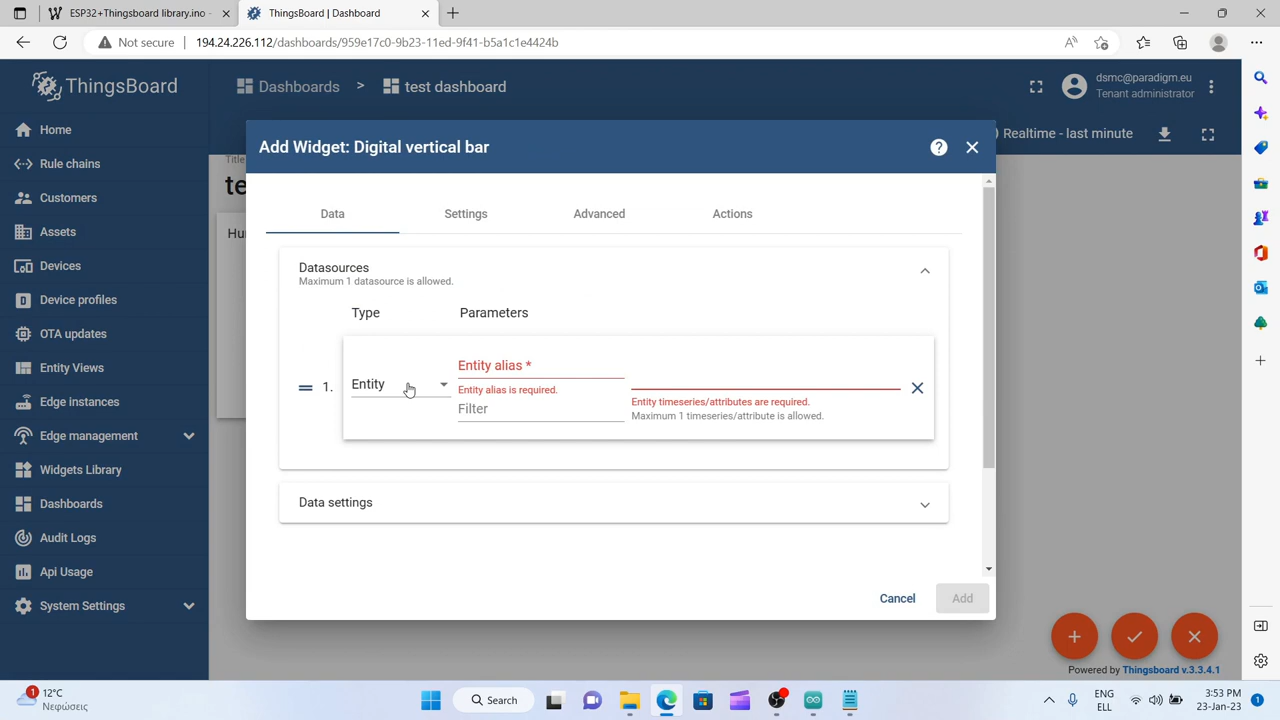 ESP32+Thingsboard library.ino -
ThingsBoard | Dashboard
Not secure
194.24.226.112/dashboards/959e17c0-9b23-11ed-9f41-b5a1c1e4424b
ThingsBoard
Dashboards > test dashboard
dsmc@paradigm.eu
Tenant administrator
Realtime - last minute
Home
Rule chains
Customers
Assets
Devices
Device profiles
OTA updates
Entity Views
Edge instances
Edge management
Widgets Library
Dashboards
Audit Logs
Api Usage
System Settings
Title
te
Hu
Add Widget: Digital vertical bar
Data Settings Advanced Actions
Datasources
Maximum 1 datasource is allowed.
Type Parameters
1.
Entity
Entity alias *
Entity alias is required.
Filter
Entity timeseries/attributes are required.
Maximum 1 timeseries/attribute is allowed.
Data settings
Cancel Add
Powered by Thingsboard v.3.3.4.1
1
12°C
Νεφώσεις
Search
ENG
ELL
3:53 PM
23-Jan-23
1